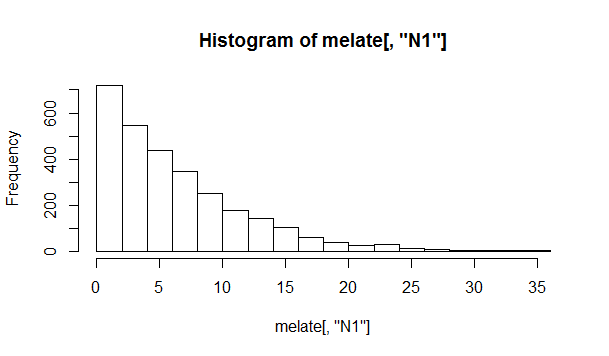 Histogram of melate[, "N1"]
Frequency
600
400
200
0
0 5 10 15 20 25 30 35
melate[, "N1"]